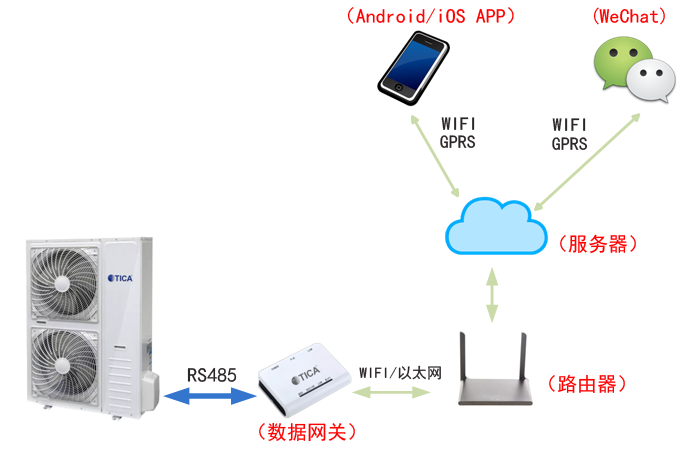 （Android/iOS APP）
(WeChat)
WIFI
GPRS
WIFI
GPRS
（服务器）
TICA
RS485
TICA
WIFI/以太网
（路由器）
（数据网关）